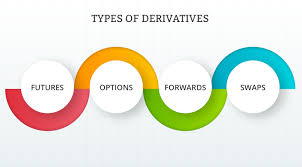 TYPES OF DERIVATIVES
FUTURES
OPTIONS
FORWARDS
SWAPS